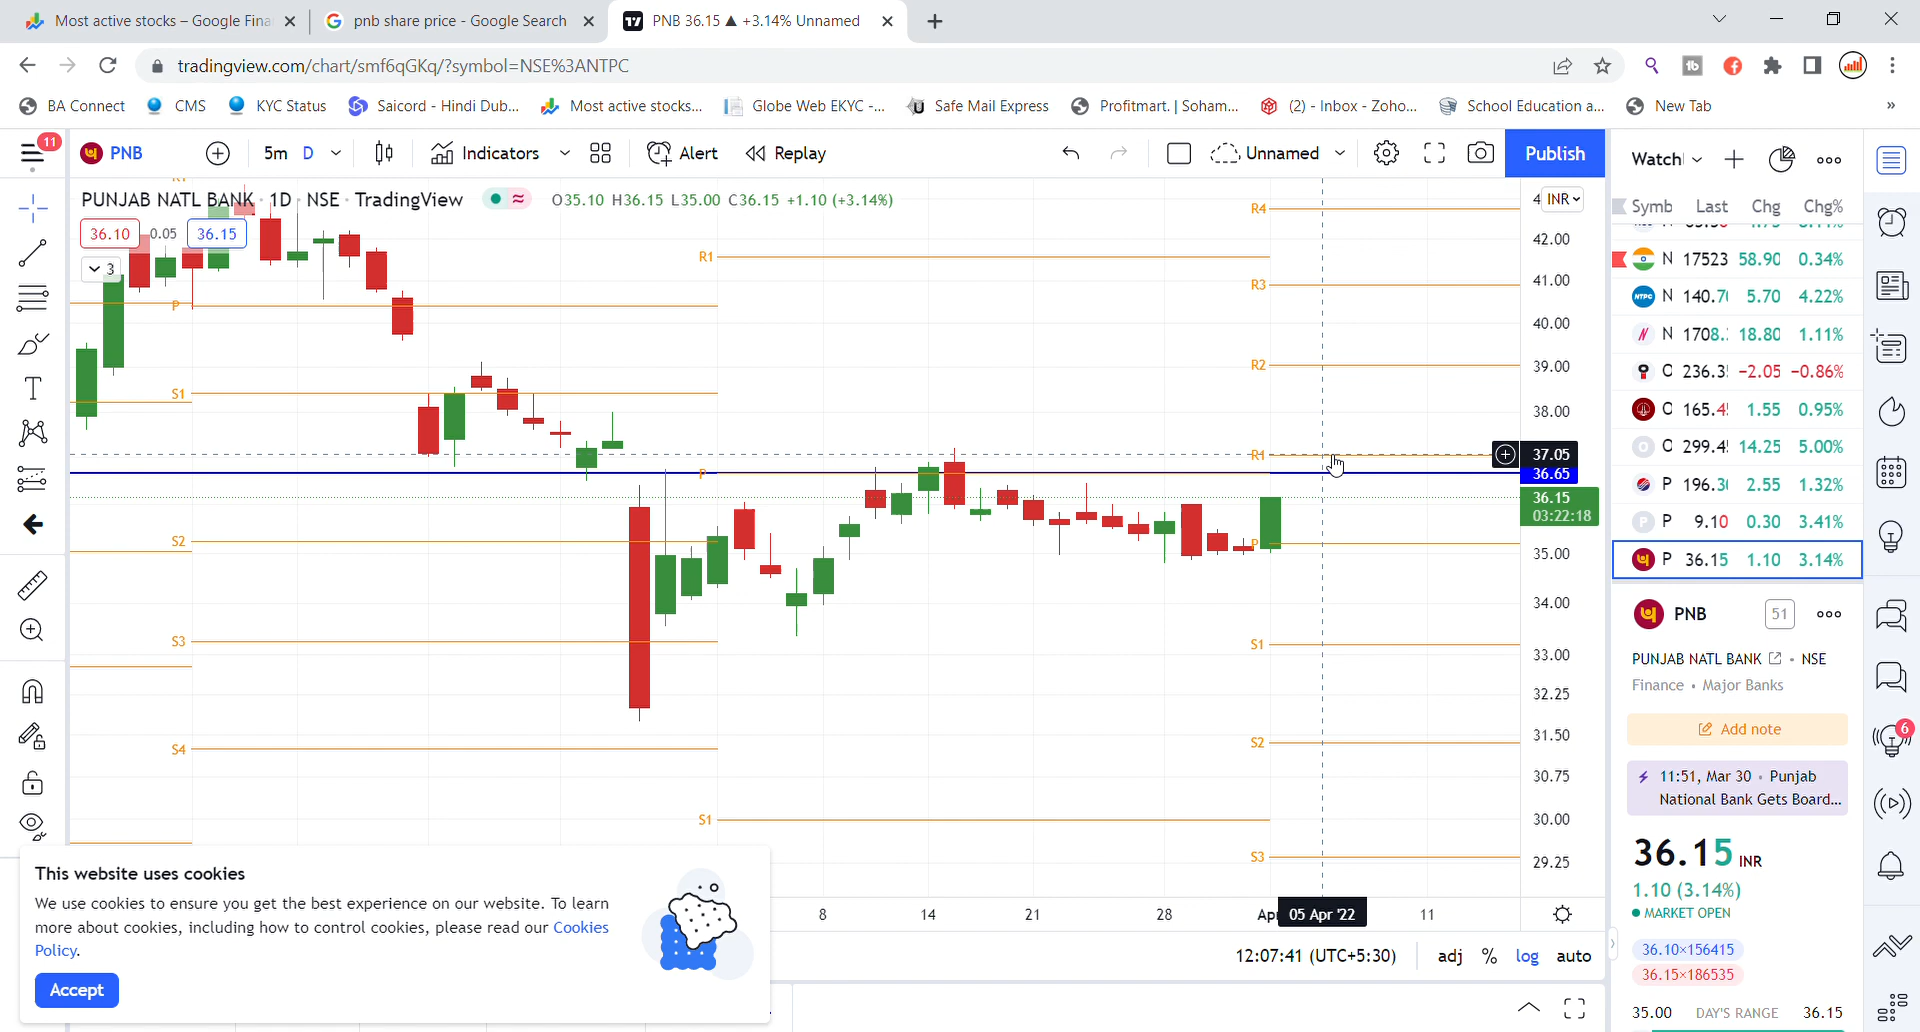 Most active stocks – Google Fina
pnb share price - Google Search
PNB 36.15 ▲ +3.14% Unnamed
tradingview.com/chart/smf6qGKq/?symbol=NSE%3ANTPC
BA Connect
CMS
KYC Status
Saicord - Hindi Dub...
Most active stocks...
Globe Web EKYC -...
Safe Mail Express
Profitmart. | Soham...
(2) - Inbox - Zoho...
School Education a...
New Tab
»
11
PNB
5m D
Indicators
Alert
Replay
Unnamed
Publish
PUNJAB NATL BANK · 1D · NSE · TradingView
O35.10 H36.15 L35.00 C36.15 +1.10 (+3.14%)
36.10 0.05 36.15
3
INR
R4
R1
42.00
41.00
R3
P
40.00
R2
39.00
S1
38.00
R1
37.05
P
36.65
36.15
03:22:18
S2
P
35.00
34.00
S3
S1
33.00
32.25
S4
S2
31.50
30.75
S1
30.00
S3
29.25
8 14 21 28 Apr 05 Apr '22 11
12:07:41 (UTC+5:30)
adj % log auto
This website uses cookies
We use cookies to ensure you get the best experience on our website. To learn
more about cookies, including how to control cookies, please read our Cookies
Policy.
Accept
Watchl
Symb Last Chg Chg%
N 17523 58.90 0.34%
N 140.70 5.70 4.22%
N 1708. 18.80 1.11%
O 236.3 −2.05 −0.86%
O 165.4 1.55 0.95%
O 299.4 14.25 5.00%
P 196.3 2.55 1.32%
P 9.10 0.30 3.41%
P 36.15 1.10 3.14%
PNB
51
PUNJAB NATL BANK • NSE
Finance • Major Banks
Add note
11:51, Mar 30 • Punjab
National Bank Gets Board...
36.15 INR
1.10 (3.14%)
MARKET OPEN
36.10×156415
36.15×186535
35.00 DAY'S RANGE 36.15
6